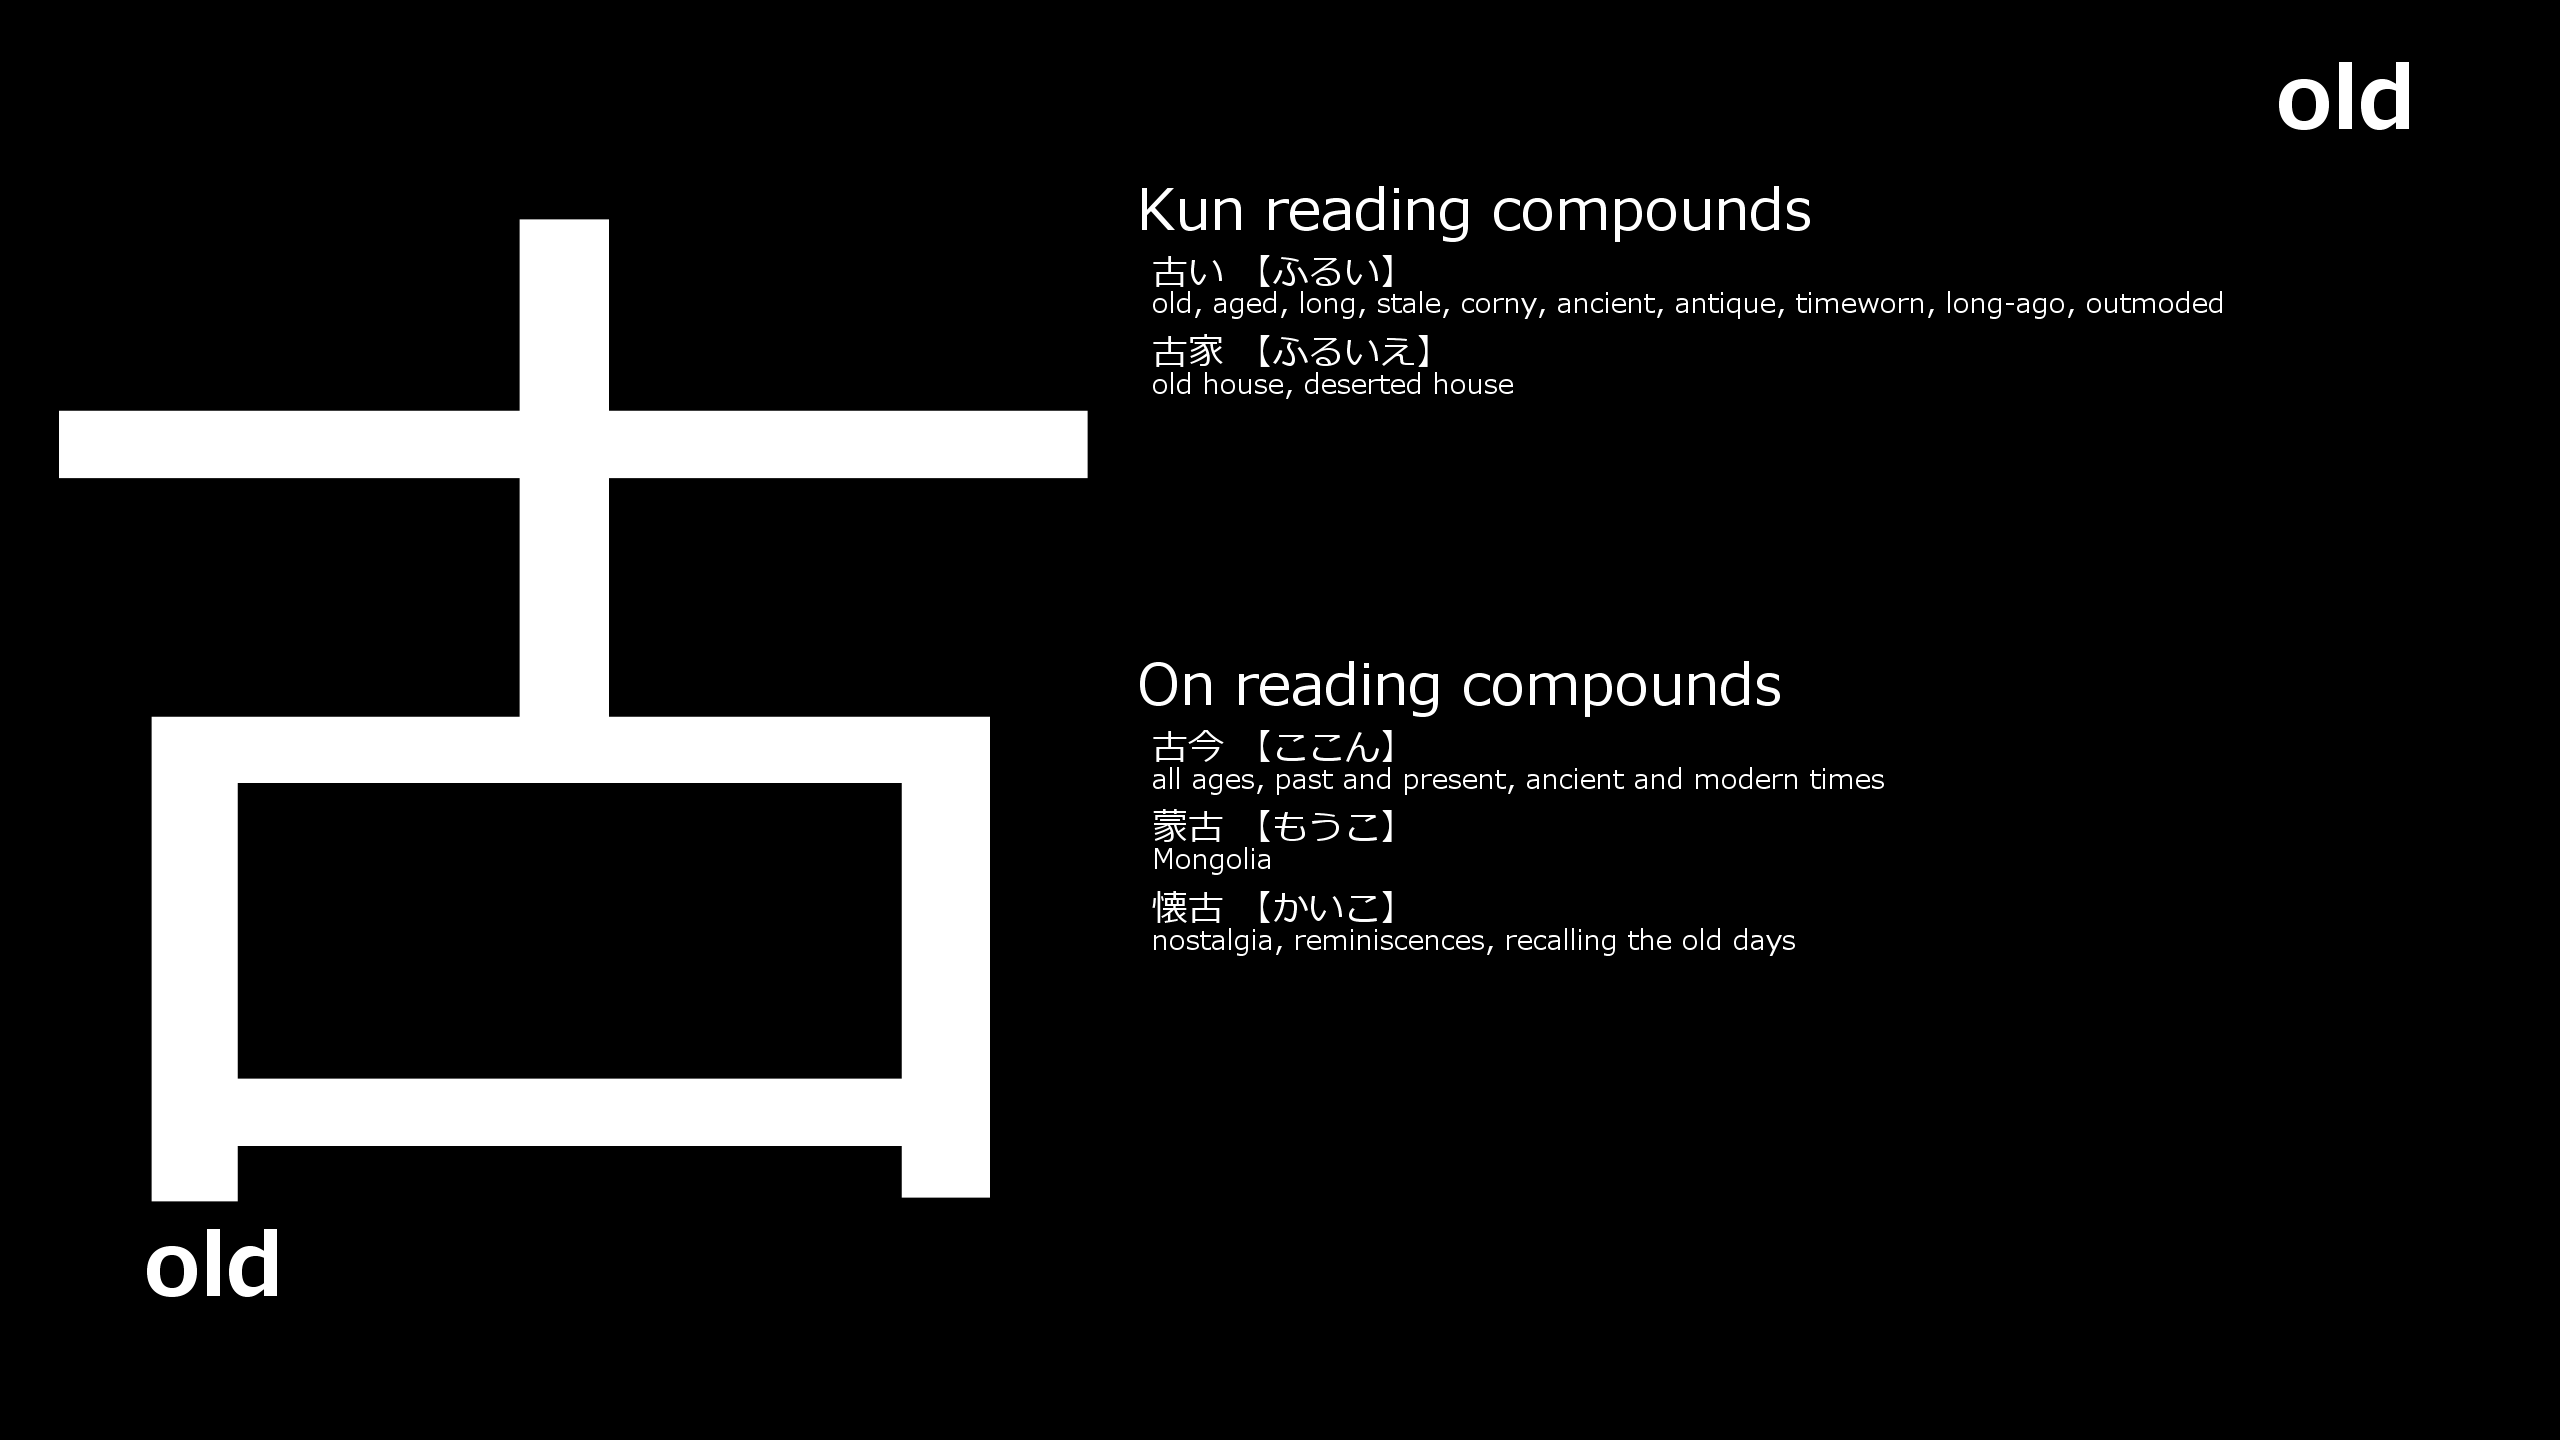 old
古
old
Kun reading compounds
古い 【ふるい】
old, aged, long, stale, corny, ancient, antique, timeworn, long-ago, outmoded
古家 【ふるいえ】
old house, deserted house
On reading compounds
古今 【ここん】
all ages, past and present, ancient and modern times
蒙古 【もうこ】
Mongolia
懐古 【かいこ】
nostalgia, reminiscences, recalling the old days